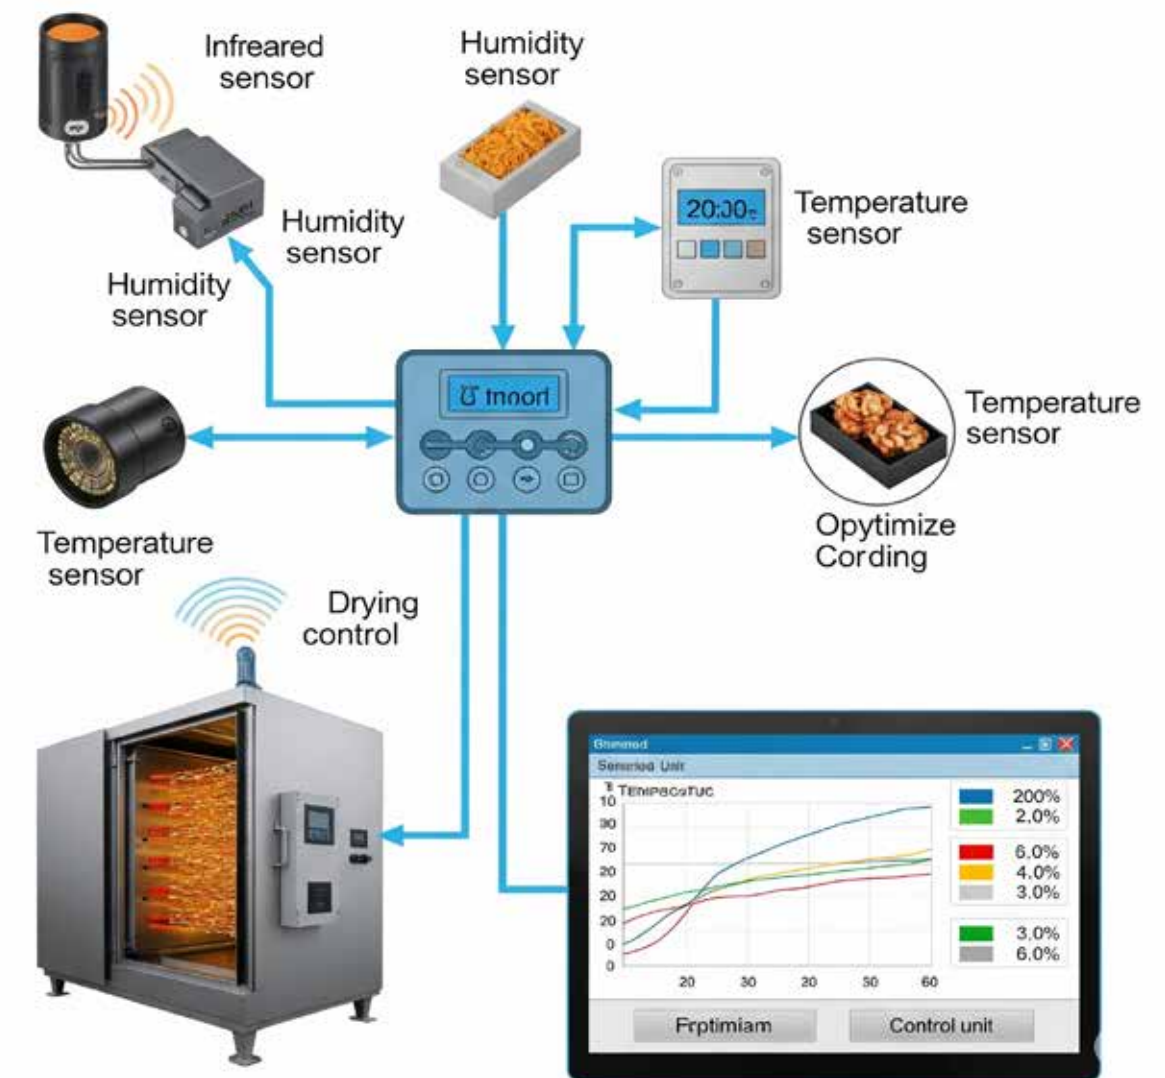 Infreared
sensor
Humidity
sensor
Humidity
sensor
Humidity
sensor
20:00
Temperature
sensor
Temperature
sensor
Opytimize
Cording
Temperature
sensor
Drying
control
Unit
10
30
70
20
20
20
0
0
20
30
20
50
60
200%
2.0%
6.0%
4.0%
3.0%
3.0%
6.0%
Frptimiam
Control unit